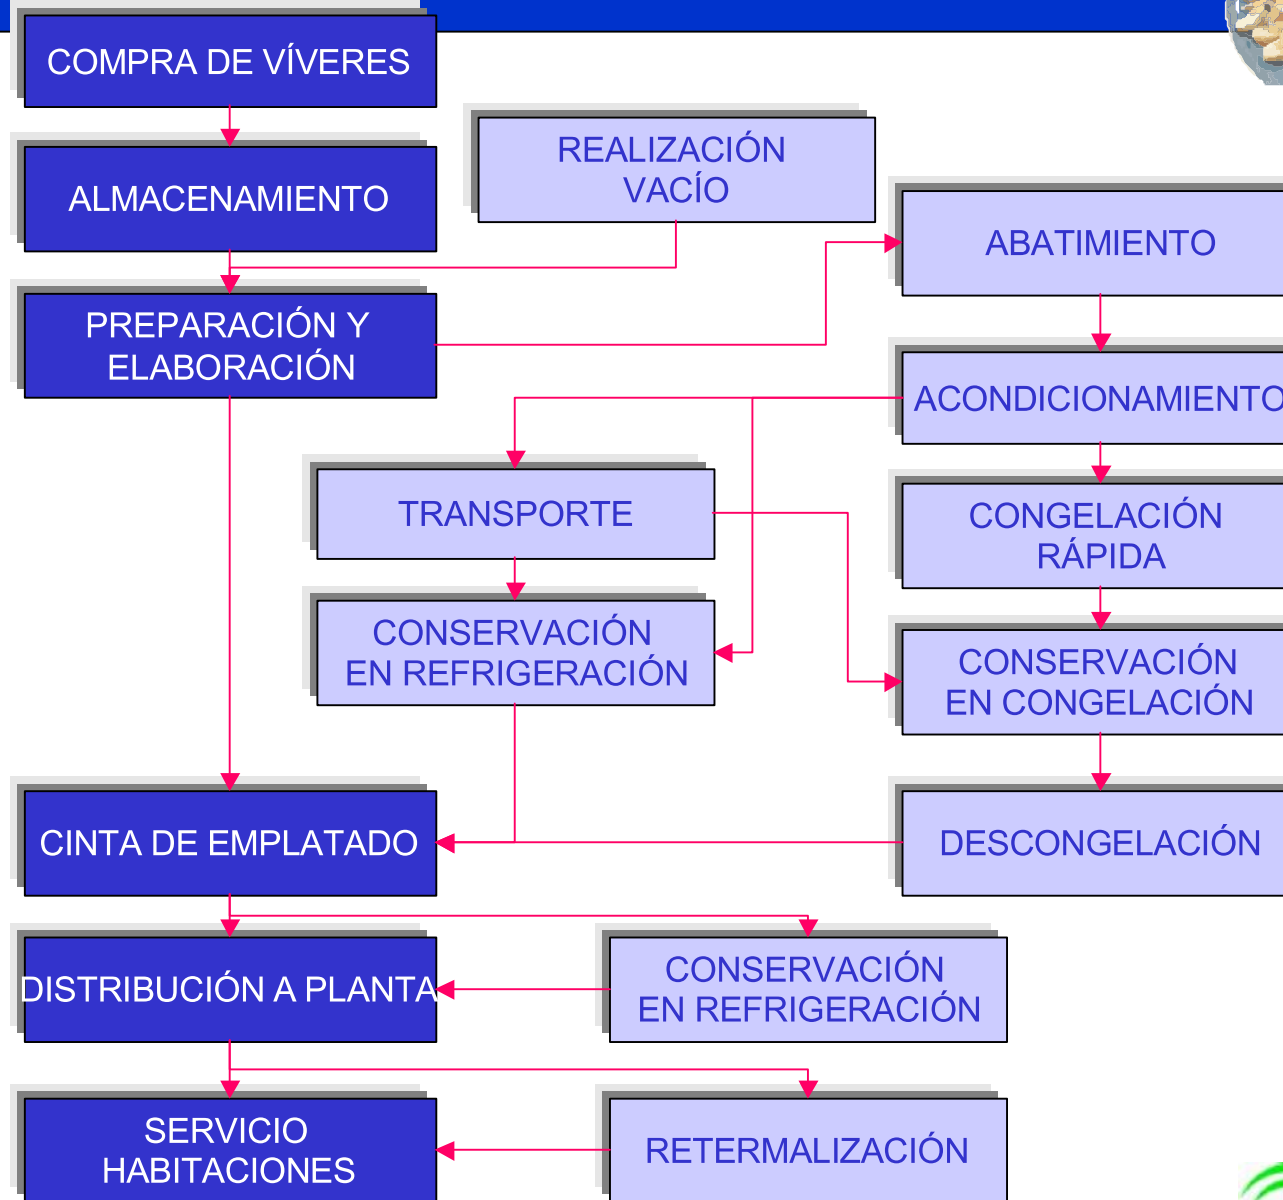 COMPRA DE VÍVERES
REALIZACIÓN
VACÍO
ALMACENAMIENTO
ABATIMIENTO
PREPARACIÓN Y
ELABORACIÓN
ACONDICIONAMIENTO
TRANSPORTE
CONGELACIÓN
RÁPIDA
CONSERVACIÓN
EN REFRIGERACIÓN
CONSERVACIÓN
EN CONGELACIÓN
CINTA DE EMPLATADO
DESCONGELACIÓN
DISTRIBUCIÓN A PLANTA
CONSERVACIÓN
EN REFRIGERACIÓN
SERVICIO
HABITACIONES
RETERMALIZACIÓN